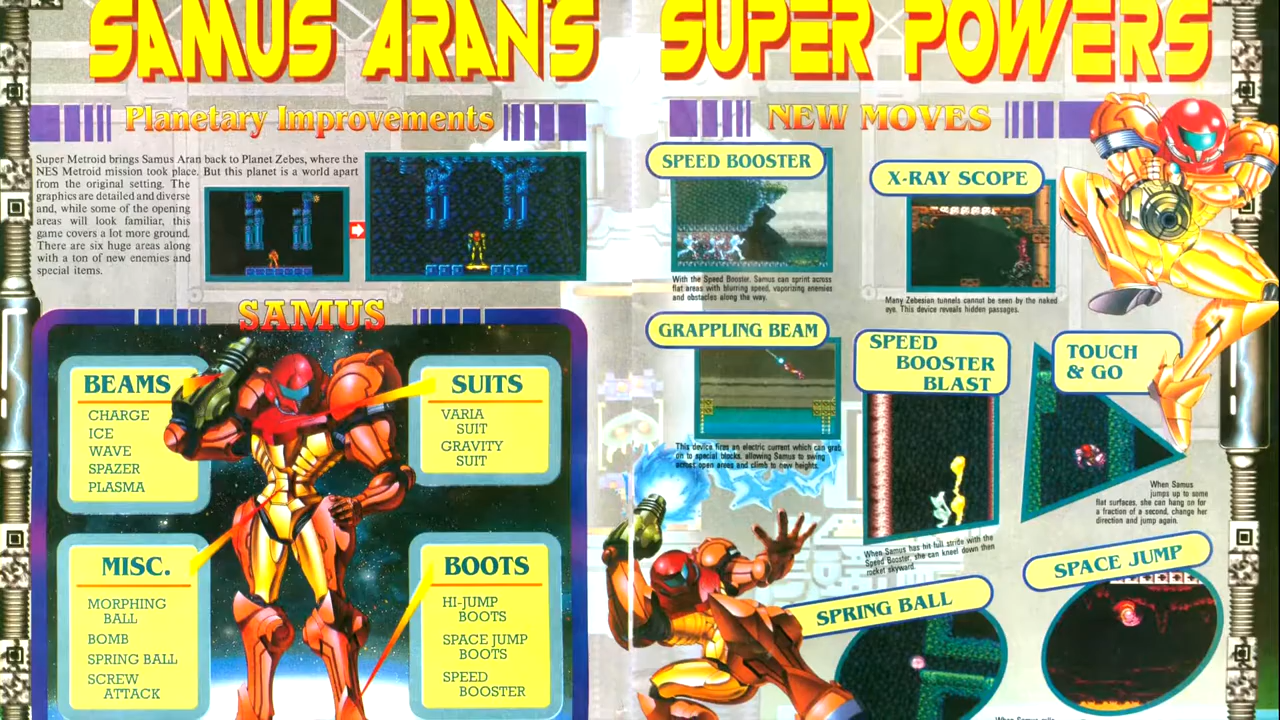 SAMUS ARAN'S SUPER POWERS
Planetary Improvements
Super Metroid brings Samus Aran back to Planet Zebes, where the
NES Metroid mission took place. But this planet is a world apart
from the original setting. The
graphics are detailed and diverse
and, while some of the opening
areas will look familiar, this
game covers a lot more ground.
There are six huge areas along
with a ton of new enemies and
special items.
SAMUS
BEAMS
CHARGE
ICE
WAVE
SPAZER
PLASMA
SUITS
VARIA
SUIT
GRAVITY
SUIT
MISC.
MORPHING
BALL
BOMB
SPRING BALL
SCREW
ATTACK
BOOTS
HI-JUMP
BOOTS
SPACE JUMP
BOOTS
SPEED
BOOSTER
NEW MOVES
SPEED BOOSTER
With the Speed Booster, Samus can sprint across
flat areas with blurring speed, vaporizing enemies
and obstacles along the way.
X-RAY SCOPE
Many Zebesian tunnels cannot be seen by the naked
eye. This device reveals hidden passages.
GRAPPLING BEAM
This device fires an electric current which can grab
on to special blocks, allowing Samus to swing
across open areas and climb to new heights.
SPEED
BOOSTER
BLAST
When Samus has hit full stride with the
Speed Booster, she can kneel down then
rocket skyward.
TOUCH
& GO
When Samus
jumps up to some
flat surfaces, she can hang on for
a fraction of a second, change her
direction and jump again.
SPRING BALL
SPACE JUMP
When Samus